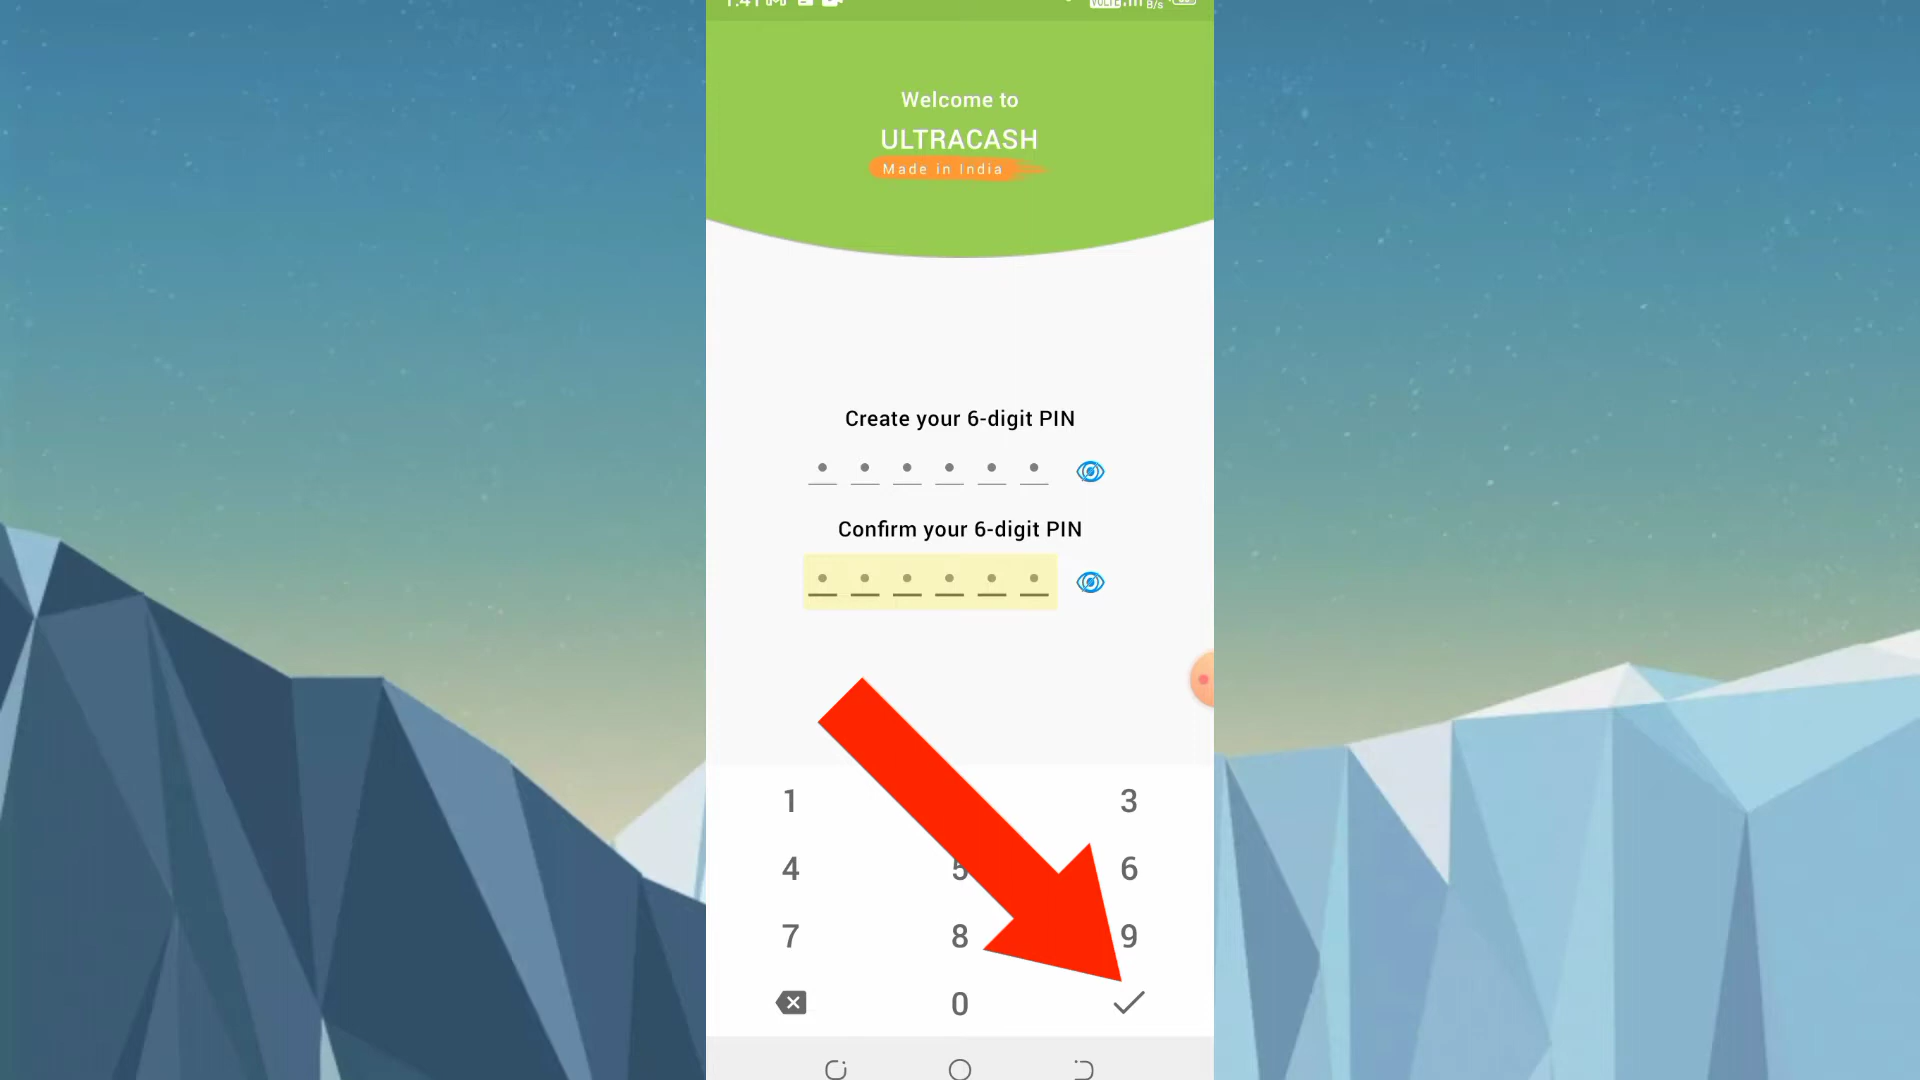 Welcome to
ULTRACASH
Made in India
Create your 6-digit PIN
Confirm your 6-digit PIN
1 3
4 5 6
7 8 9
0